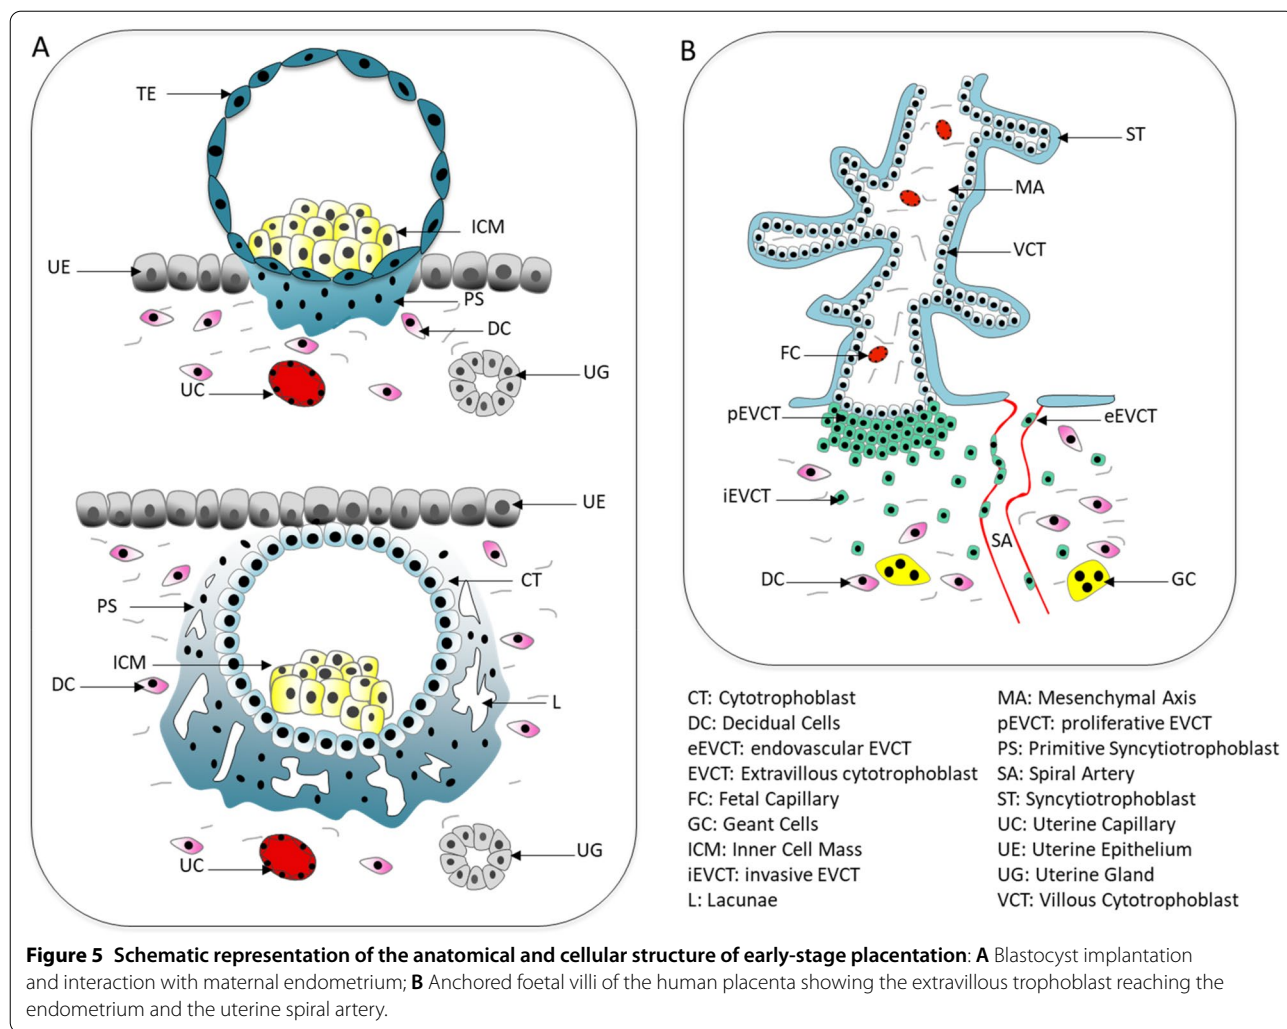 A
TE
ICM
UE
PS
DC
UC
UG
UE
CT
PS
ICM
DC
L
UC
UG
B
ST
MA
VCT
FC
pEVCT
eEVCT
iEVCT
SA
DC
GC
CT: Cytotrophoblast
DC: Decidual Cells
eEVCT: endovascular EVCT
EVCT: Extravillous cytotrophoblast
FC: Fetal Capillary
GC: Geant Cells
ICM: Inner Cell Mass
iEVCT: invasive EVCT
L: Lacunae
MA: Mesenchymal Axis
pEVCT: proliferative EVCT
PS: Primitive Syncytiotrophoblast
SA: Spiral Artery
ST: Syncytiotrophoblast
UC: Uterine Capillary
UE: Uterine Epithelium
UG: Uterine Gland
VCT: Villous Cytotrophoblast
Figure 5 Schematic representation of the anatomical and cellular structure of early-stage placentation: A Blastocyst implantation
and interaction with maternal endometrium; B Anchored foetal villi of the human placenta showing the extravillous trophoblast reaching the
endometrium and the uterine spiral artery.